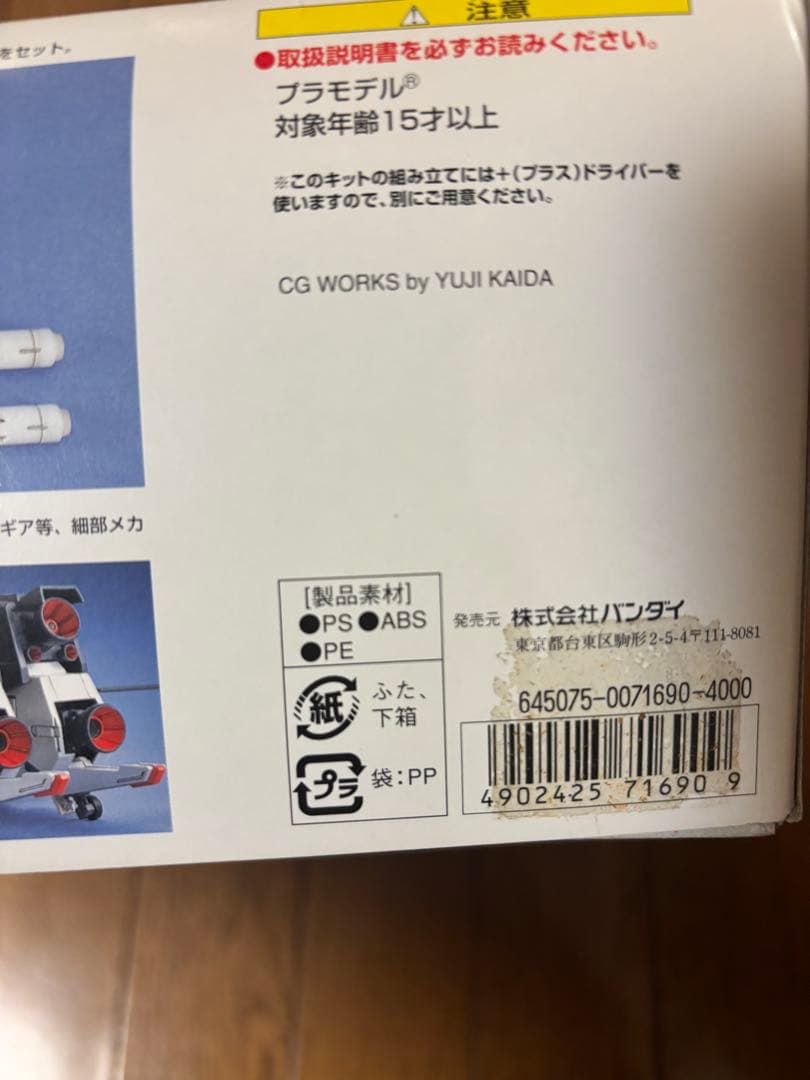 をセット。
注意
●取扱説明書を必ずお読みください。
プラモデル®
対象年齢15才以上
※このキットの組み立てには+(プラス)ドライバーを
使いますので、別にご用意ください。
CG WORKS by YUJI KAIDA
ギア等、細部メカ
[製品素材]
●PS ●ABS
●PE
紙 ふた、
下箱
プラ 袋:PP
発売元 株式会社バンダイ
東京都台東区駒形2-5-4〒111-8081
645075-0071690-4000
4902425 71690 9